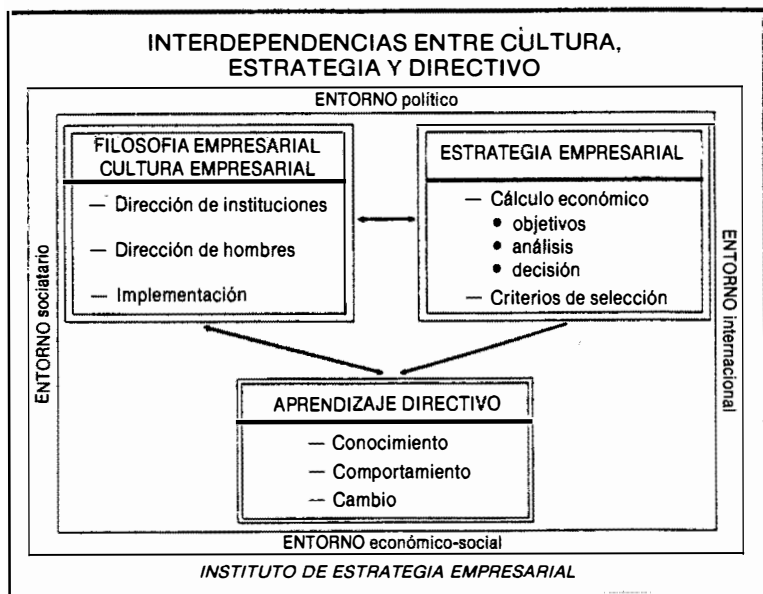 INTERDEPENDENCIAS ENTRE CULTURA,
ESTRATEGIA Y DIRECTIVO
ENTORNO político
FILOSOFIA EMPRESARIAL
CULTURA EMPRESARIAL
— Dirección de instituciones
— Dirección de hombres
— Implementación
ESTRATEGIA EMPRESARIAL
— Cálculo económico
• objetivos
• análisis
• decisión
— Criterios de selección
ENTORNO sociatario
ENTORNO internacional
APRENDIZAJE DIRECTIVO
— Conocimiento
— Comportamiento
— Cambio
ENTORNO económico-social
INSTITUTO DE ESTRATEGIA EMPRESARIAL